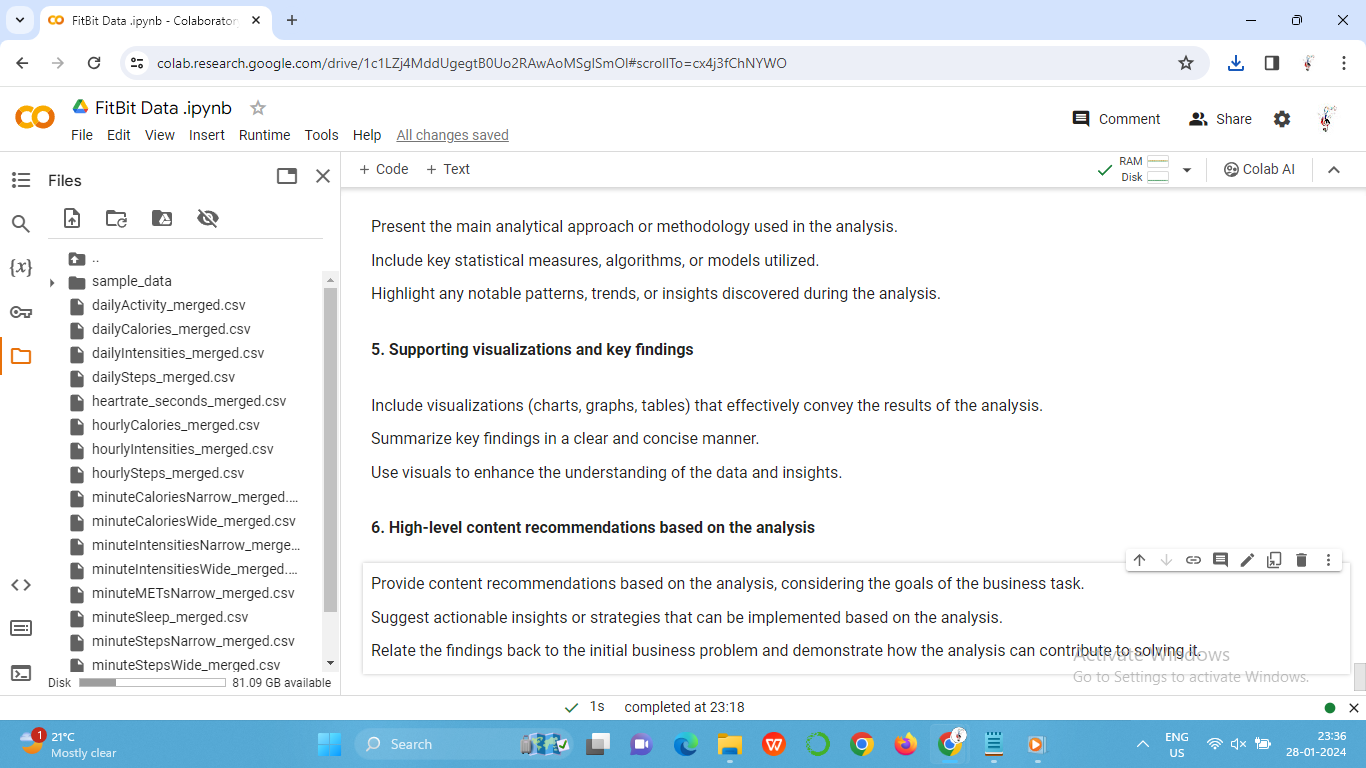 FitBit Data .ipynb - Colaborator
colab.research.google.com/drive/1c1LZj4MddUgegtB0Uo2RAwAoMSglSmOl#scrollTo=cx4j3fChNYWO
FitBit Data .ipynb
Comment
Share
File Edit View Insert Runtime Tools Help All changes saved
Files
+ Code + Text
RAM
Disk
Colab AI
{x}
..
sample_data
dailyActivity_merged.csv
dailyCalories_merged.csv
dailyIntensities_merged.csv
dailySteps_merged.csv
heartrate_seconds_merged.csv
hourlyCalories_merged.csv
hourlyIntensities_merged.csv
hourlySteps_merged.csv
minuteCaloriesNarrow_merged....
minuteCaloriesWide_merged.csv
minuteIntensitiesNarrow_merge...
minuteIntensitiesWide_merged....
minuteMETsNarrow_merged.csv
minuteSleep_merged.csv
minuteStepsNarrow_merged.csv
minuteStepsWide_merged.csv
Disk 81.09 GB available
Present the main analytical approach or methodology used in the analysis.
Include key statistical measures, algorithms, or models utilized.
Highlight any notable patterns, trends, or insights discovered during the analysis.
5. Supporting visualizations and key findings
Include visualizations (charts, graphs, tables) that effectively convey the results of the analysis.
Summarize key findings in a clear and concise manner.
Use visuals to enhance the understanding of the data and insights.
6. High-level content recommendations based on the analysis
Provide content recommendations based on the analysis, considering the goals of the business task.
Suggest actionable insights or strategies that can be implemented based on the analysis.
Relate the findings back to the initial business problem and demonstrate how the analysis can contribute to solving it.
Activate Windows
Go to Settings to activate Windows.
1s completed at 23:18
1
21°C
Mostly clear
Search
ENG
US
23:36
28-01-2024